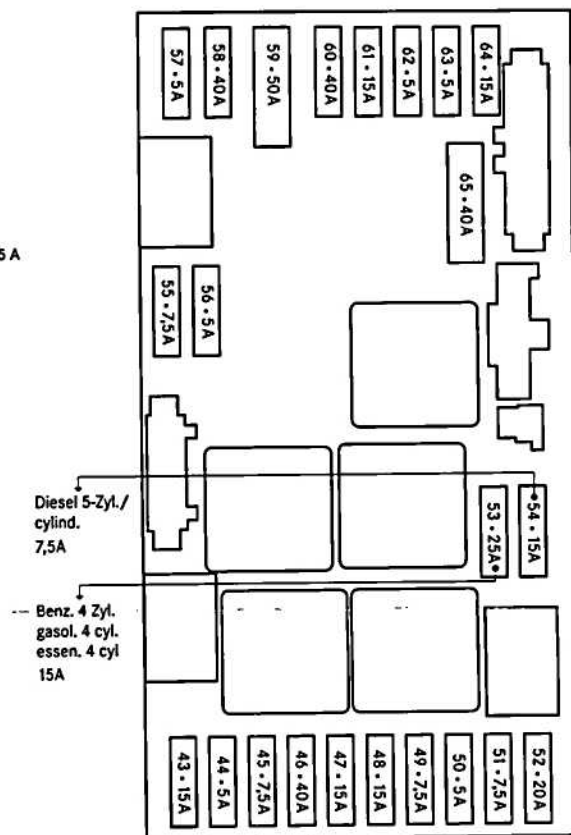 57 • 5A
58 • 40A
59 • 50A
60 • 40A
61 • 15A
62 • 5A
63 • 5A
64 • 15A
65 • 40A
5 A
55 • 7,5A
56 • 5A
Diesel 5-Zyl./
cylind.
7,5A
53 • 25A•
•54 • 15A
Benz. 4 Zyl.
gasol. 4 cyl.
essen. 4 cyl
15A
43 • 15A
44 • 5A
45 • 7,5A
46 • 40A
47 • 15A
48 • 15A
49 • 7,5A
50 • 5A
51 • 7,5A
52 • 20A